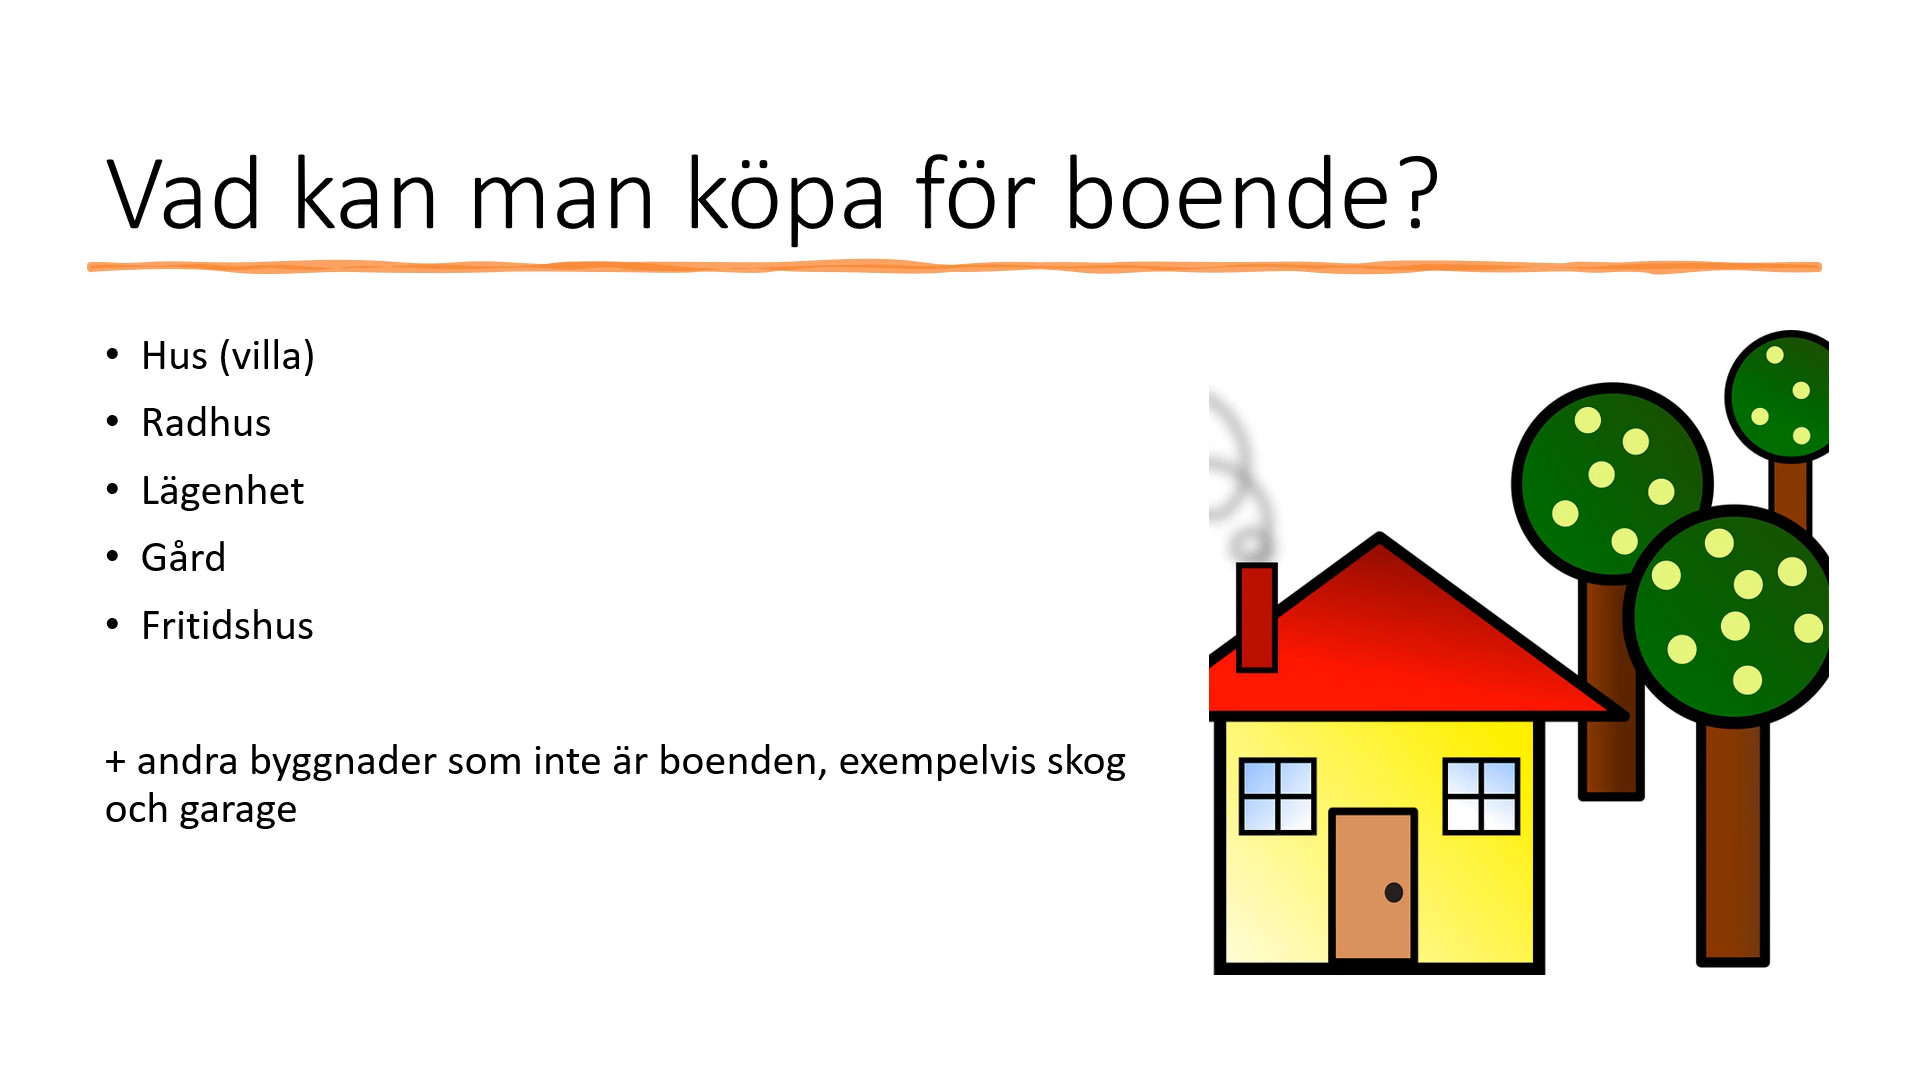 Vad kan man köpa för boende?
• Hus (villa)
• Radhus
• Lägenhet
• Gård
• Fritidshus
+ andra byggnader som inte är boenden, exempelvis skog
och garage